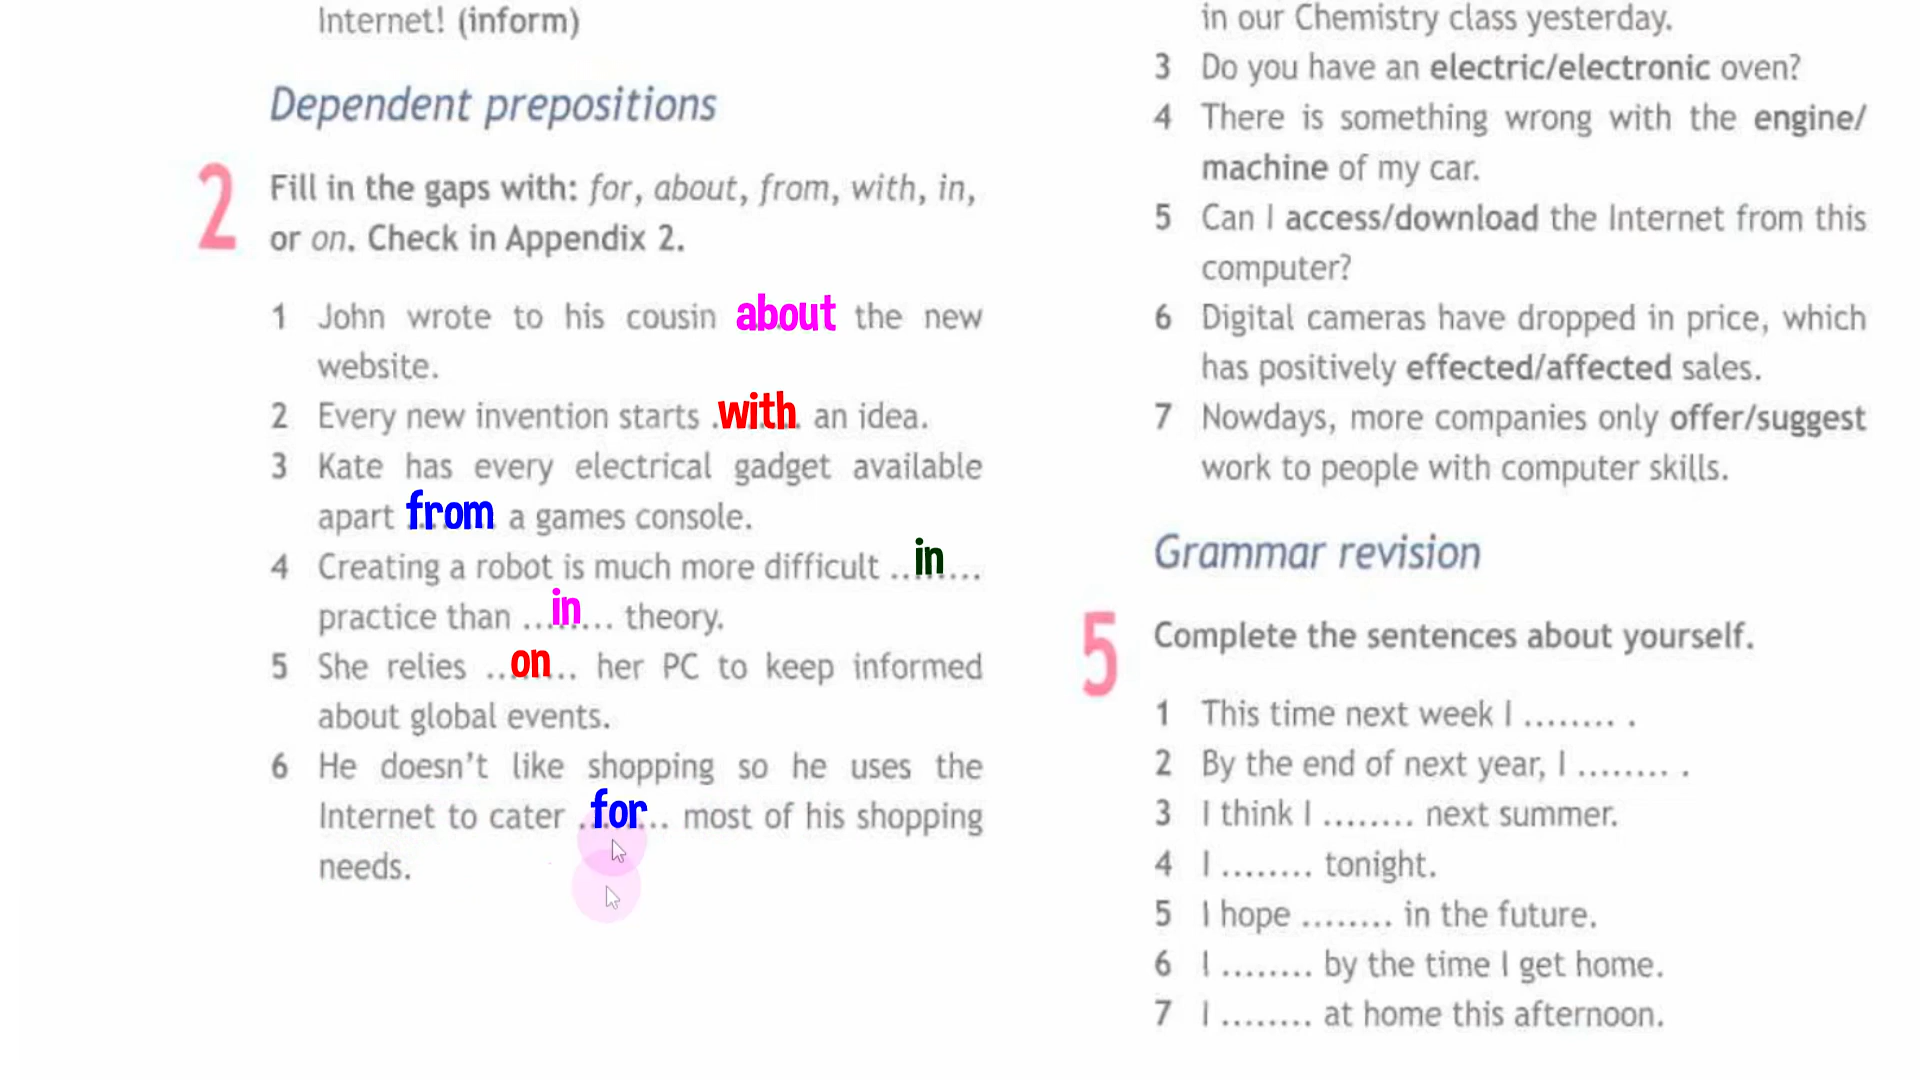 Internet! (inform)
Dependent prepositions
2
Fill in the gaps with: for, about, from, with, in,
or on. Check in Appendix 2.
1 John wrote to his cousin about the new
website.
2 Every new invention starts .with. an idea.
3 Kate has every electrical gadget available
apart from a games console.
4 Creating a robot is much more difficult ..in....
practice than ...in... theory.
5 She relies ..on.. her PC to keep informed
about global events.
6 He doesn't like shopping so he uses the
Internet to cater .for.. most of his shopping
needs.
in our Chemistry class yesterday.
3 Do you have an electric/electronic oven?
4 There is something wrong with the engine/
machine of my car.
5 Can I access/download the Internet from this
computer?
6 Digital cameras have dropped in price, which
has positively effected/affected sales.
7 Nowdays, more companies only offer/suggest
work to people with computer skills.
Grammar revision
5
Complete the sentences about yourself.
1 This time next week I ........ .
2 By the end of next year, I ........ .
3 I think I ........ next summer.
4 I ........ tonight.
5 I hope ........ in the future.
6 I ........ by the time I get home.
7 I ........ at home this afternoon.